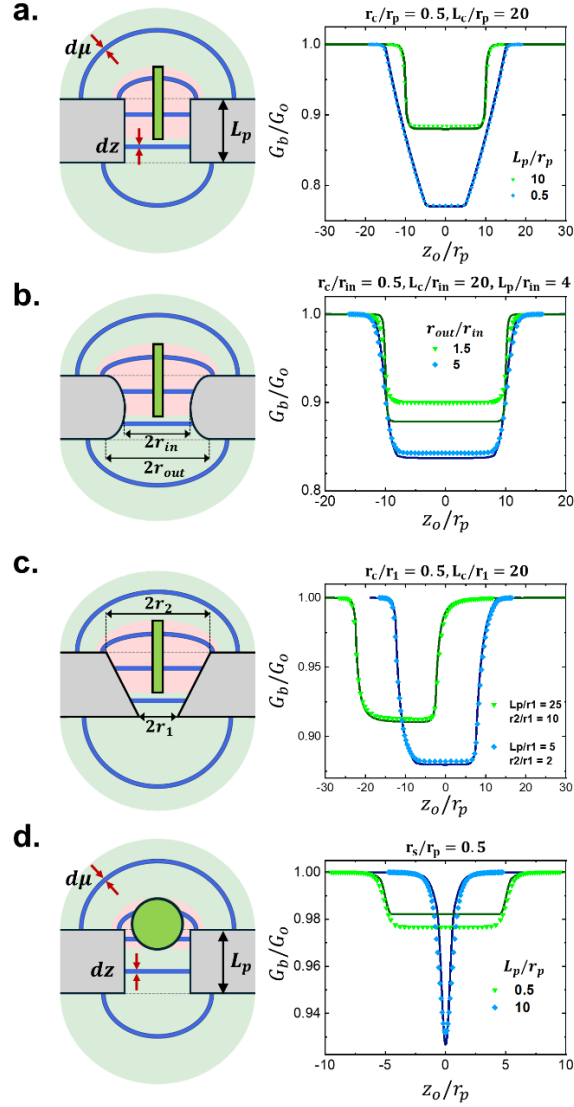 a.
dμ
dz
L_p
r_c/r_p = 0.5, L_c/r_p = 20
G_b/G_o
1.0
0.9
0.8
L_p/r_p
10
0.5
-30 -20 -10 0 10 20 30
z_o/r_p
b.
2r_in
2r_out
r_c/r_in = 0.5, L_c/r_in = 20, L_p/r_in = 4
G_b/G_o
1.0
0.9
0.8
r_out/r_in
1.5
5
-20 -10 0 10 20
z_o/r_p
c.
2r_2
2r_1
r_c/r_1 = 0.5, L_c/r_1 = 20
G_b/G_o
1.00
0.95
0.90
Lp/r1 = 25
r2/r1 = 10
Lp/r1 = 5
r2/r1 = 2
-30 -20 -10 0 10 20 30
z_o/r_p
d.
dμ
dz
L_p
r_s/r_p = 0.5
G_b/G_o
1.00
0.98
0.96
0.94
L_p/r_p
0.5
10
-10 -5 0 5 10
z_o/r_p